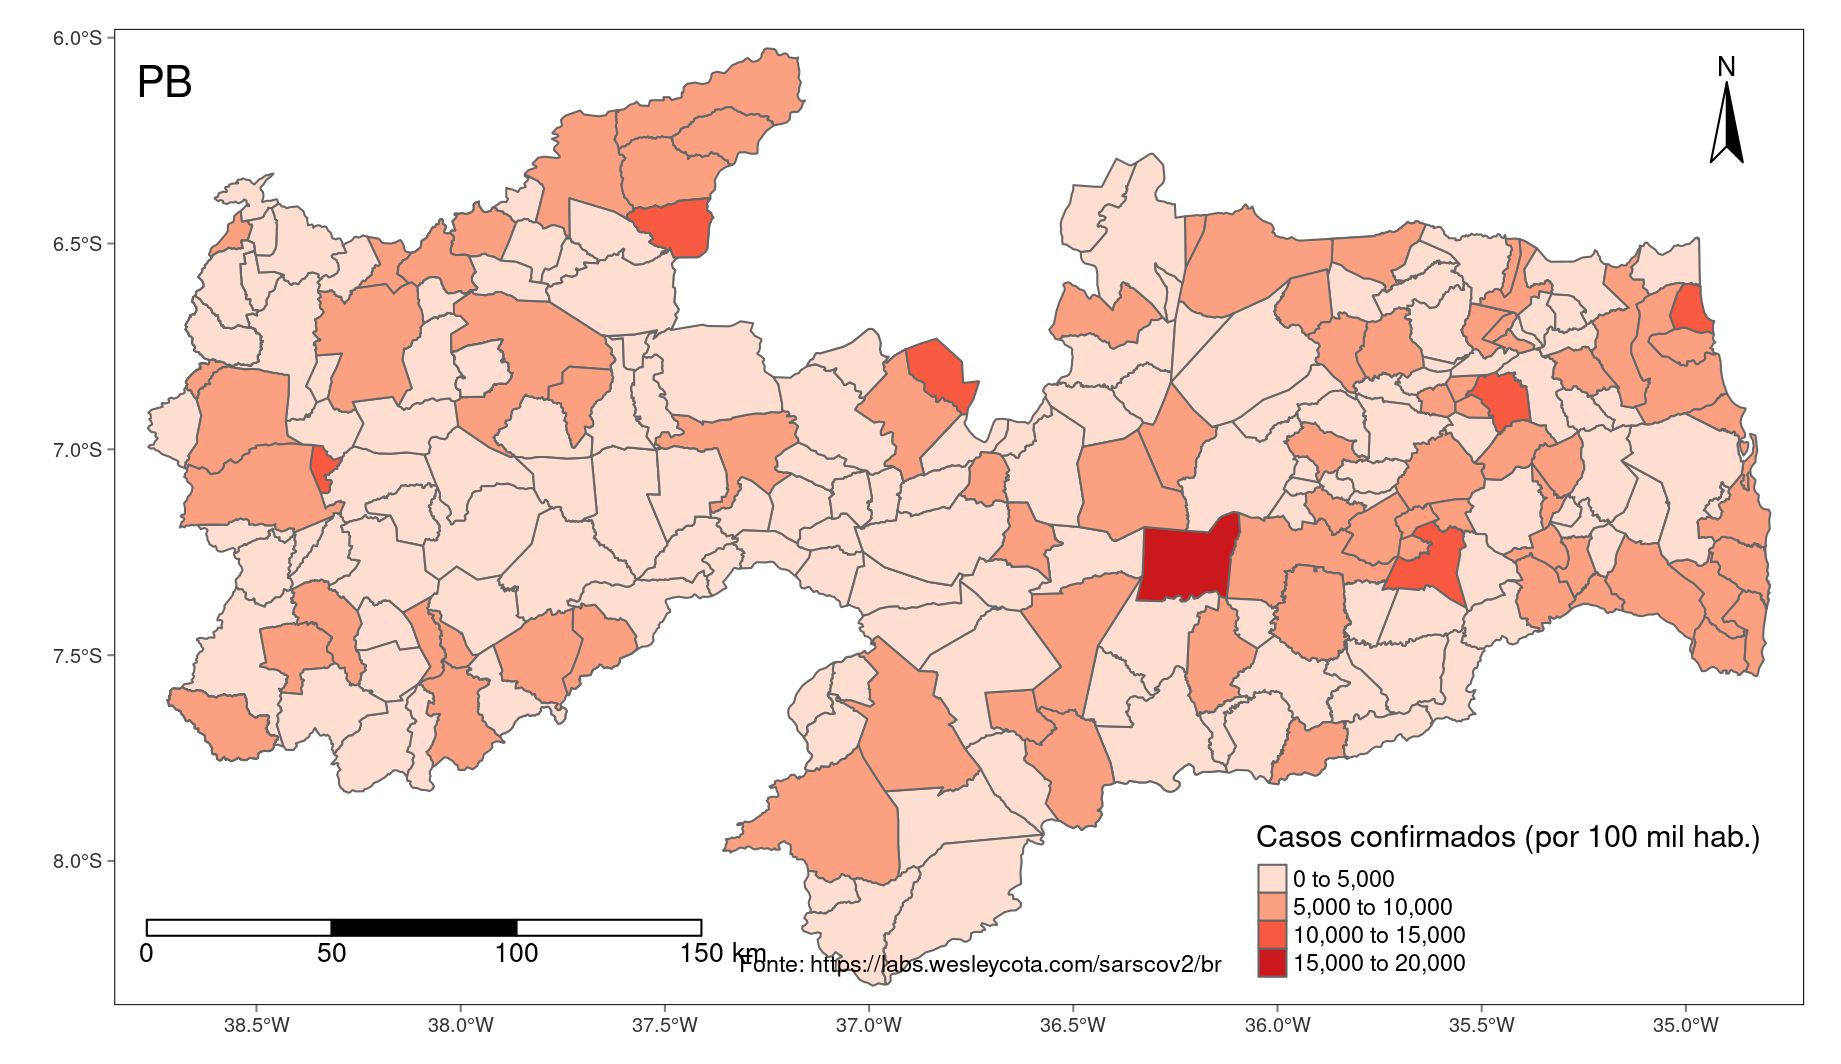 6.0°S
PB
N
6.5°S
7.0°S
7.5°S
8.0°S
Casos confirmados (por 100 mil hab.)
0 to 5,000
5,000 to 10,000
10,000 to 15,000
15,000 to 20,000
0 50 100 150 km
Fonte: https://labs.wesleycota.com/sarscov2/br
38.5°W 38.0°W 37.5°W 37.0°W 36.5°W 36.0°W 35.5°W 35.0°W